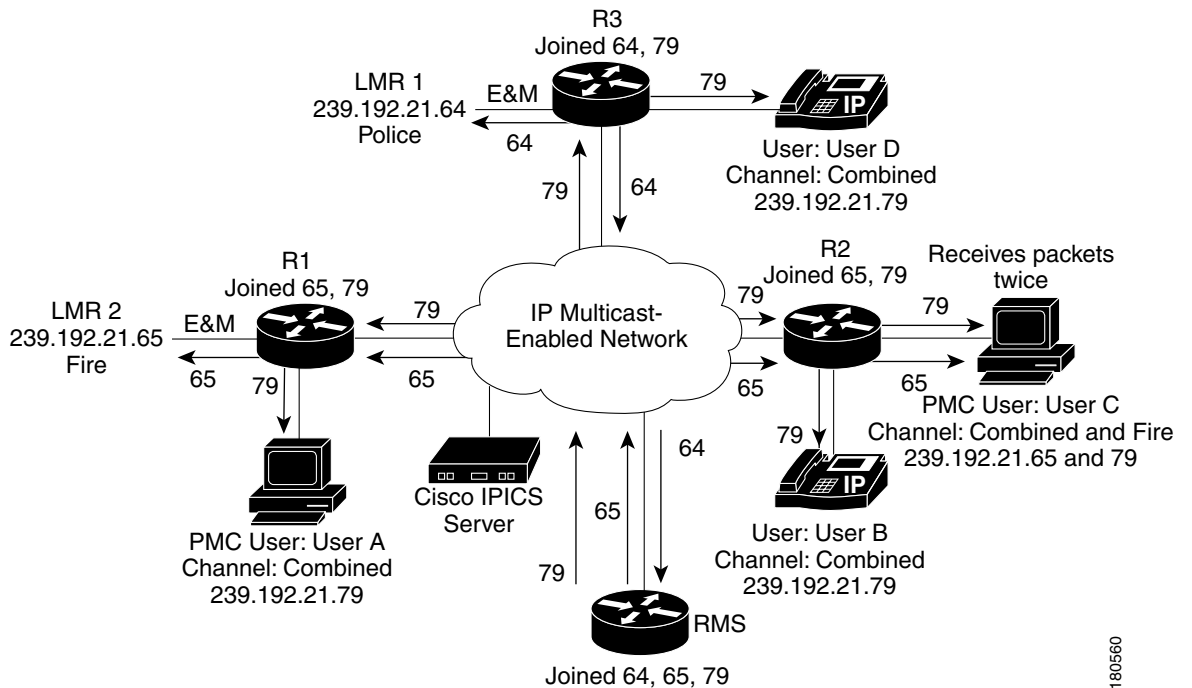 R3
Joined 64, 79
LMR 1
239.192.21.64
Police
E&M
64
79
IP
User: User D
Channel: Combined
239.192.21.79
79
64
R1
Joined 65, 79
LMR 2
239.192.21.65
Fire
E&M
65
79
79
65
IP Multicast-
Enabled Network
R2
Joined 65, 79
79
65
Receives packets
twice
79
65
PMC User: User C
Channel: Combined and Fire
239.192.21.65 and 79
79
IP
User: User B
Channel: Combined
239.192.21.79
PMC User: User A
Channel: Combined
239.192.21.79
Cisco IPICS
Server
79
65
64
RMS
Joined 64, 65, 79
180560